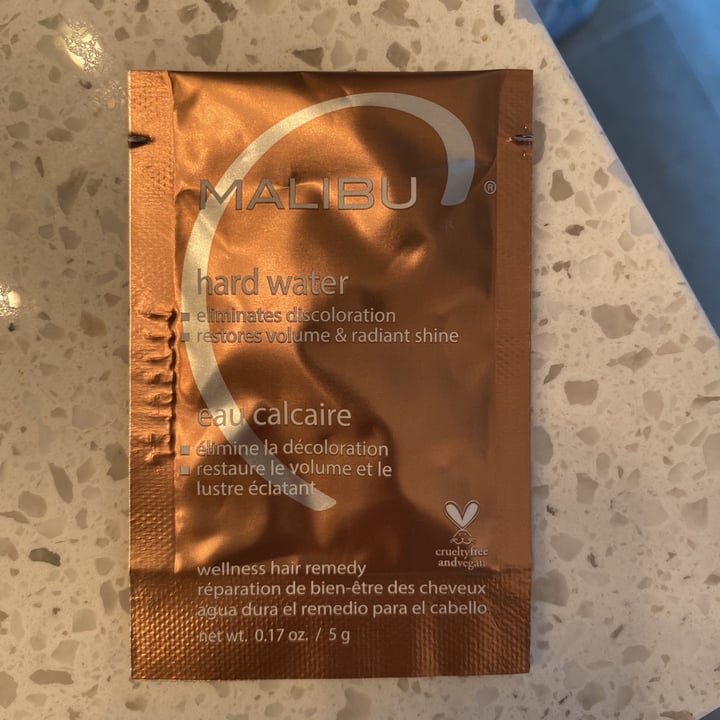 MALIBU ®
hard water
▪ eliminates discoloration
▪ restores volume & radiant shine
eau calcaire
▪ élimine la décoloration
▪ restaure le volume et le
lustre éclatant
crueltyfree
andvegan
wellness hair remedy
réparation de bien-être des cheveux
agua dura el remedio para el cabello
net wt. 0.17 oz. / 5 g